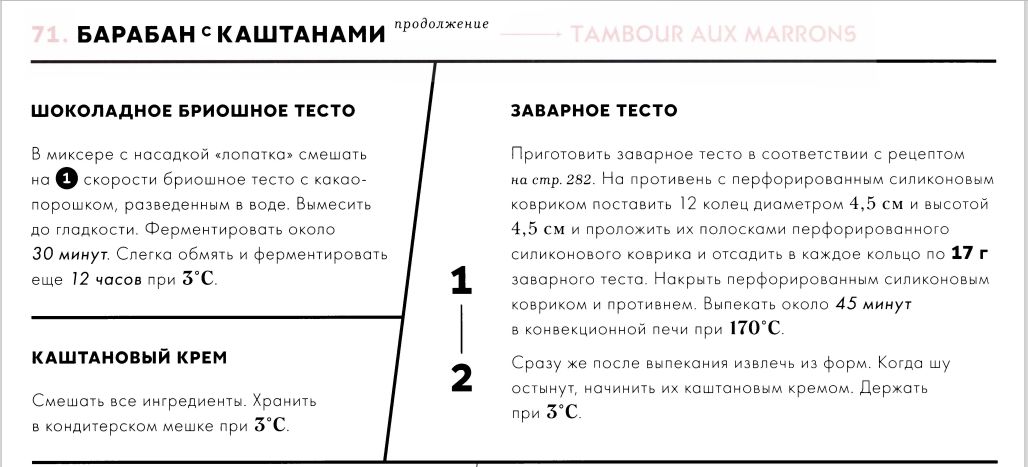 71. БАРАБАН С КАШТАНАМИ продолжение TAMBOUR AUX MARRONS
ШОКОЛАДНОЕ БРИОШНОЕ ТЕСТО
В миксере с насадкой «лопатка» смешать
на 1 скорости бриошное тесто с какао-
порошком, разведенным в воде. Вымесить
до гладкости. Ферментировать около
30 минут. Слегка обмять и ферментировать
еще 12 часов при 3°С.
КАШТАНОВЫЙ КРЕМ
Смешать все ингредиенты. Хранить
в кондитерском мешке при 3°С.
1
2
ЗАВАРНОЕ ТЕСТО
Приготовить заварное тесто в соответствии с рецептом
на стр. 282. На противень с перфорированным силиконовым
ковриком поставить 12 колец диаметром 4,5 см и высотой
4,5 см и проложить их полосками перфорированного
силиконового коврика и отсадить в каждое кольцо по 17 г
заварного теста. Накрыть перфорированным силиконовым
ковриком и противнем. Выпекать около 45 минут
в конвекционной печи при 170°С.
Сразу же после выпекания извлечь из форм. Когда шу
остынут, начинить их каштановым кремом. Держать
при 3°С.